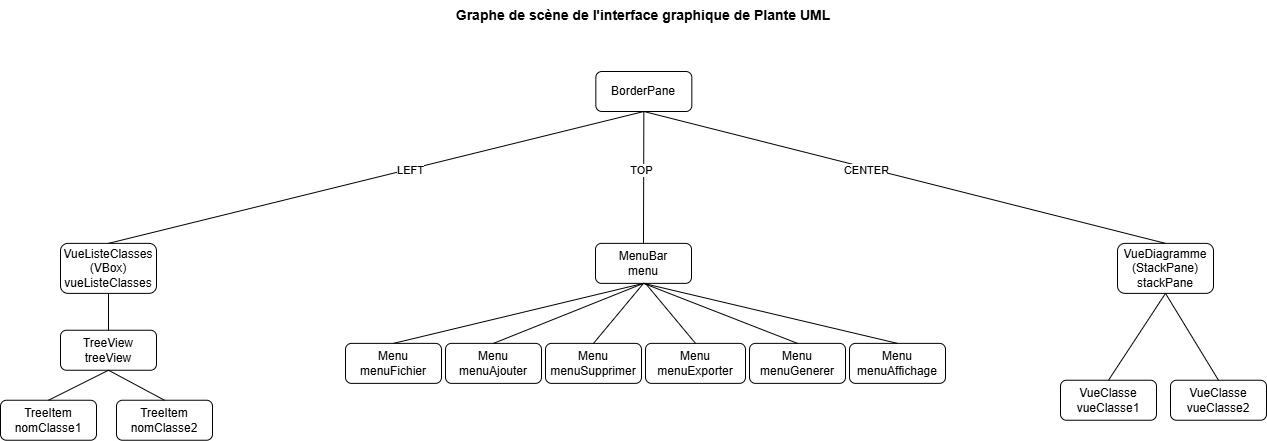 Graphe de scène de l'interface graphique de Plante UML
BorderPane
LEFT
TOP
CENTER
VueListeClasses
(VBox)
vueListeClasses
MenuBar
menu
VueDiagramme
(StackPane)
stackPane
TreeView
treeView
Menu
menuFichier
Menu
menuAjouter
Menu
menuSupprimer
Menu
menuExporter
Menu
menuGenerer
Menu
menuAffichage
TreeItem
nomClasse1
TreeItem
nomClasse2
VueClasse
vueClasse1
VueClasse
vueClasse2